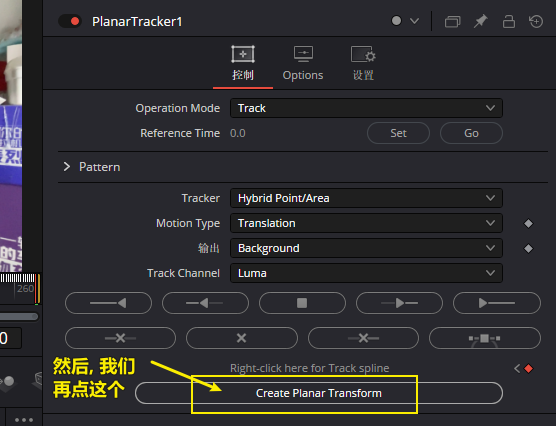 PlanarTracker1
控制
Options
设置
Operation Mode
Track
Reference Time
0.0
Set
Go
Pattern
Tracker
Hybrid Point/Area
Motion Type
Translation
输出
Background
Track Channel
Luma
260
0
Right-click here for Track spline
然后, 我们
再点这个
Create Planar Transform